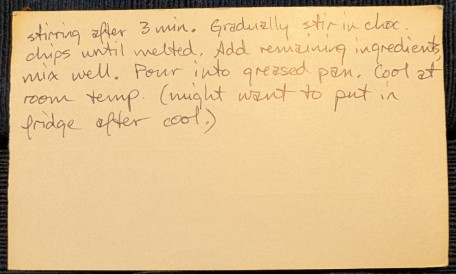 stirring after 3 min. Gradually stir in choc.
chips until melted. Add remaining ingredients,
mix well. Pour into greased pan. Cool at
room temp. (might want to put in
fridge after cool.)